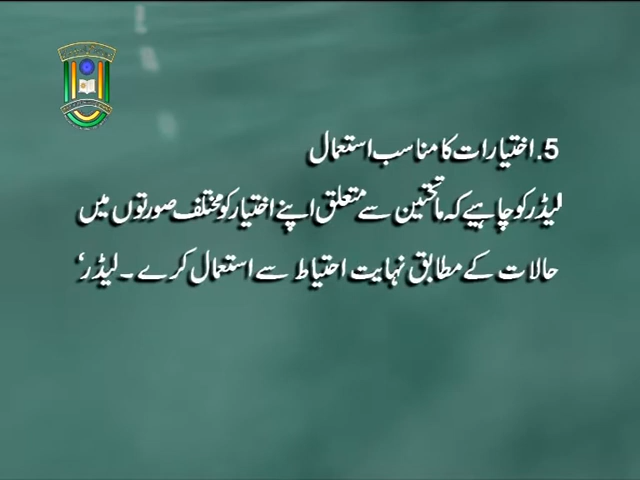 5. اختیارات کا مناسب استعمال
لیڈر کو چاہیے کہ ماتحتین سے متعلق اپنے اختیار کو مختلف صورتوں میں
حالات کے مطابق نہایت احتیاط سے استعمال کرے ۔ لیڈر‘